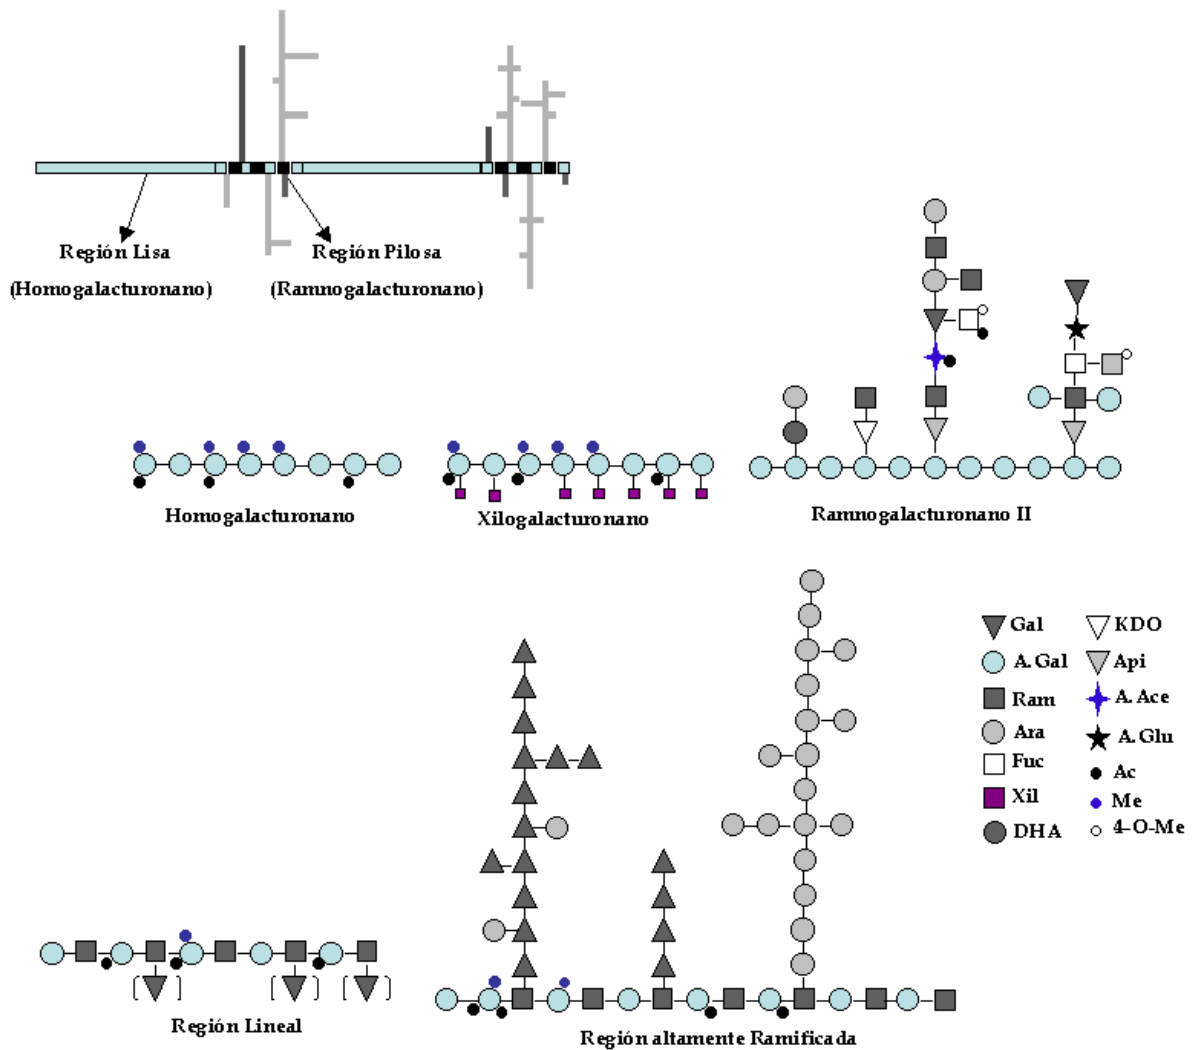 Región Lisa
(Homogalacturonano)
Región Pilosa
(Ramnogalacturonano)
Homogalacturonano
Xilogalacturonano
Ramnogalacturonano II
Gal
A.Gal
Ram
Ara
Fuc
Xil
DHA
KDO
Api
A.Ace
A.Glu
Ac
Me
4-O-Me
Región Lineal
Región altamente Ramificada